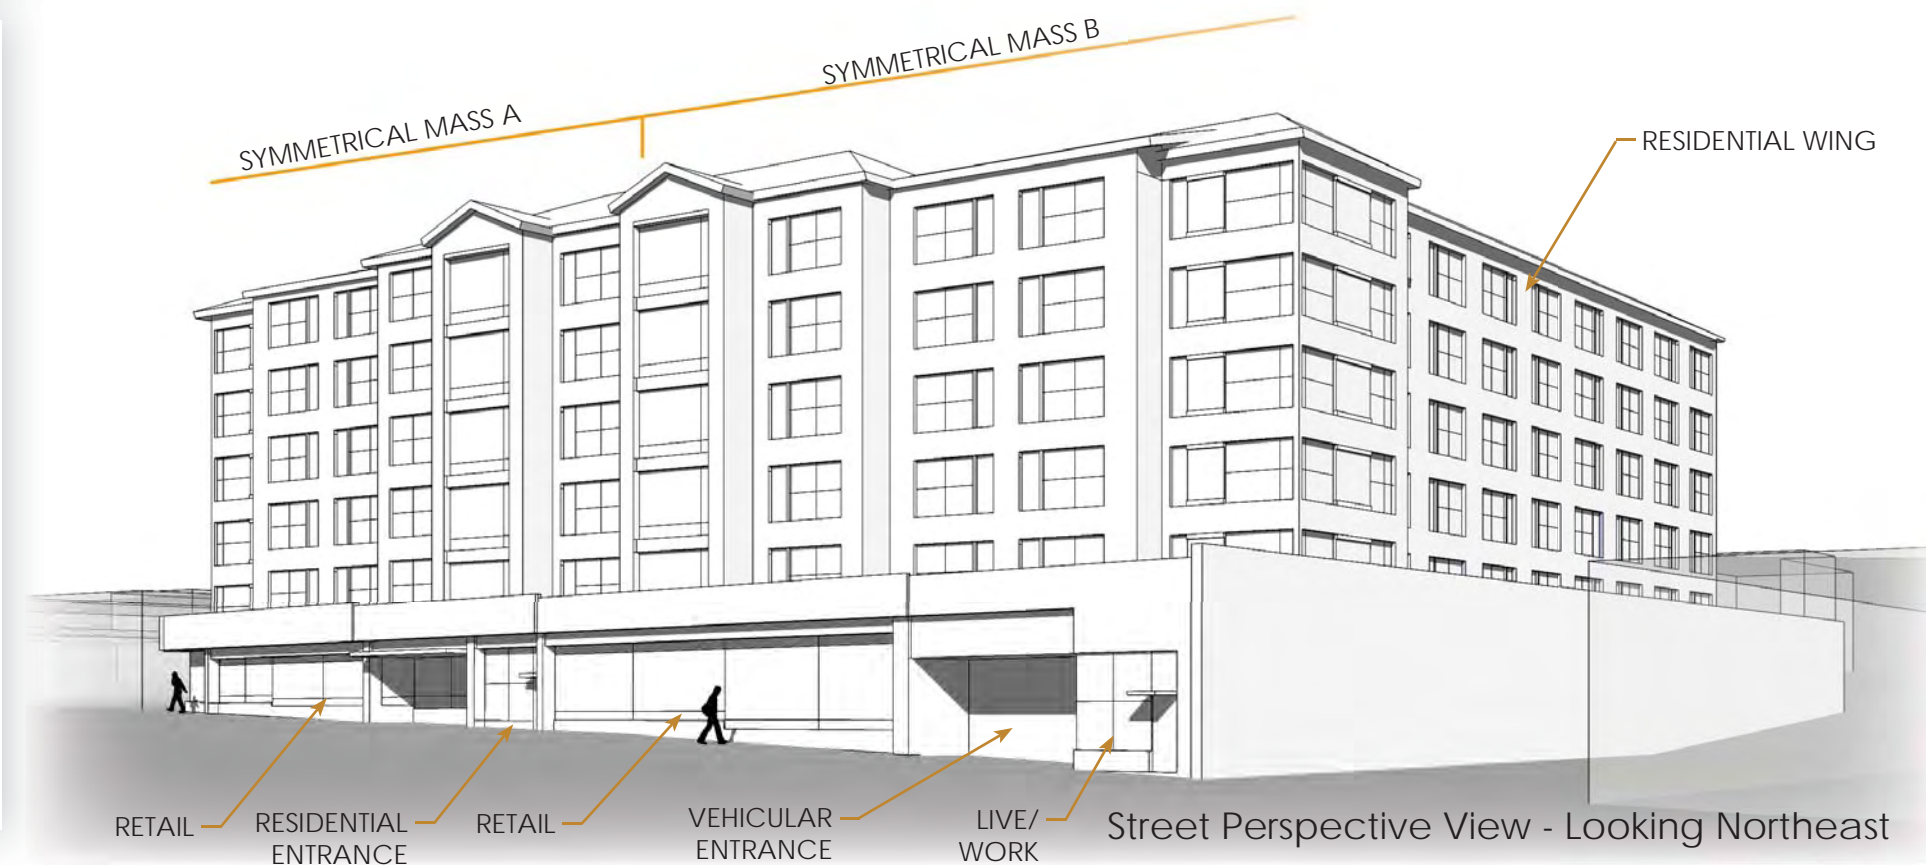 SYMMETRICAL MASS B
SYMMETRICAL MASS A
RESIDENTIAL WING
RETAIL
RESIDENTIAL
ENTRANCE
RETAIL
VEHICULAR
ENTRANCE
LIVE/
WORK
Street Perspective View - Looking Northeast